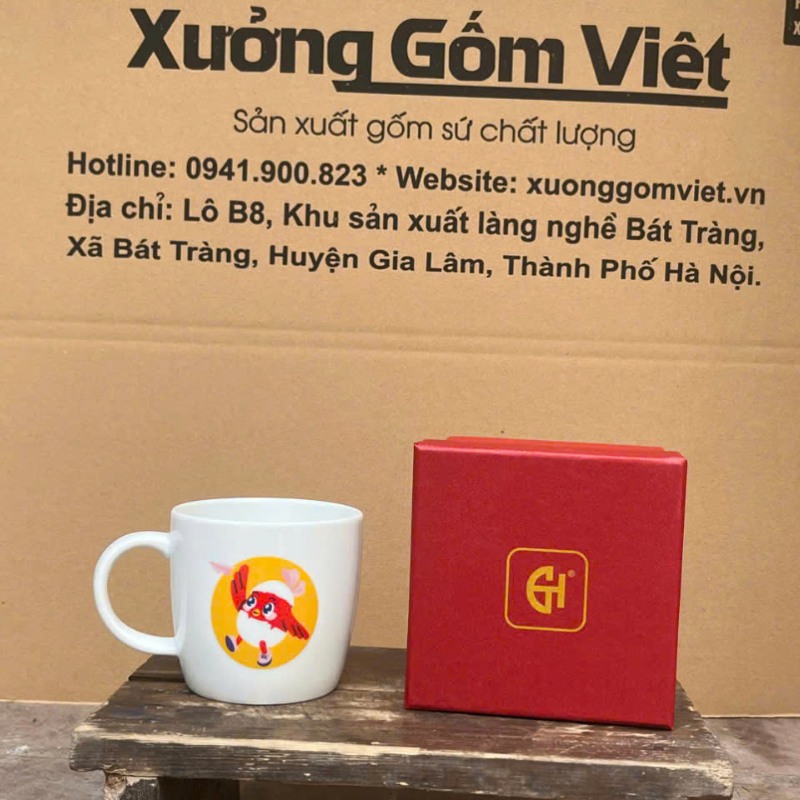 Xưởng Gốm Việt
Sản xuất gốm sứ chất lượng
Hotline: 0941.900.823 * Website: xuonggomviet.vn
Địa chỉ: Lô B8, Khu sản xuất làng nghề Bát Tràng,
Xã Bát Tràng, Huyện Gia Lâm, Thành Phố Hà Nội.
GH®